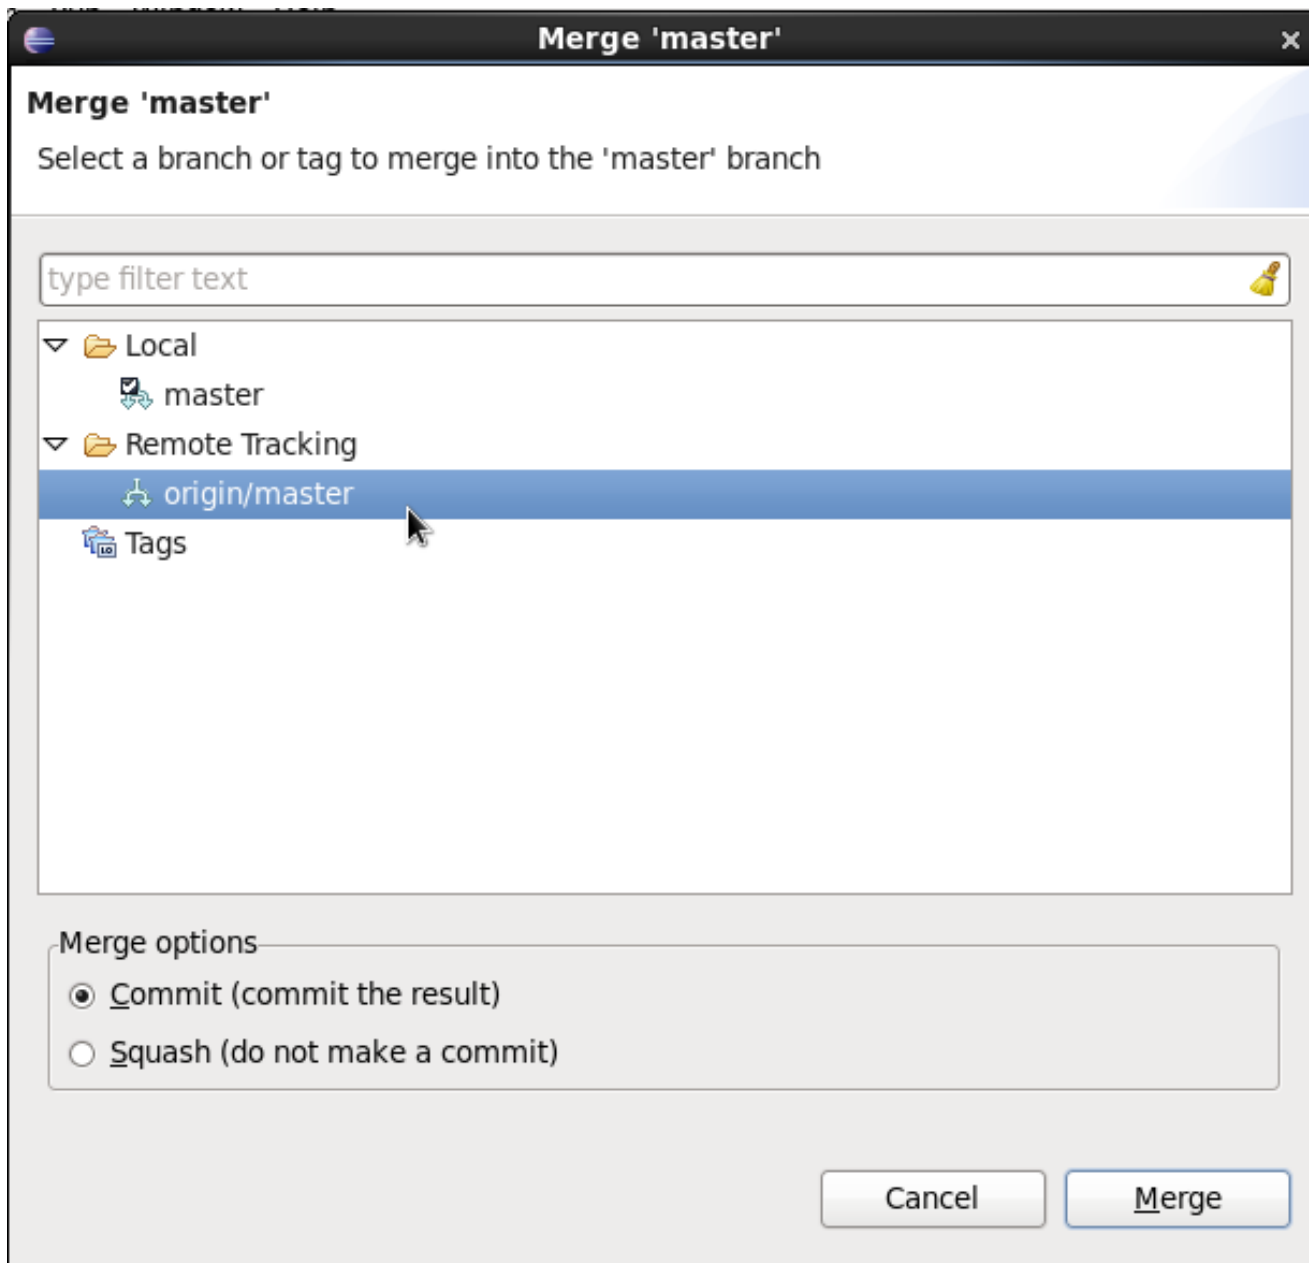 Merge 'master'
Merge 'master'
Select a branch or tag to merge into the 'master' branch
type filter text
Local
master
Remote Tracking
origin/master
Tags
Merge options
Commit (commit the result)
Squash (do not make a commit)
Cancel
Merge